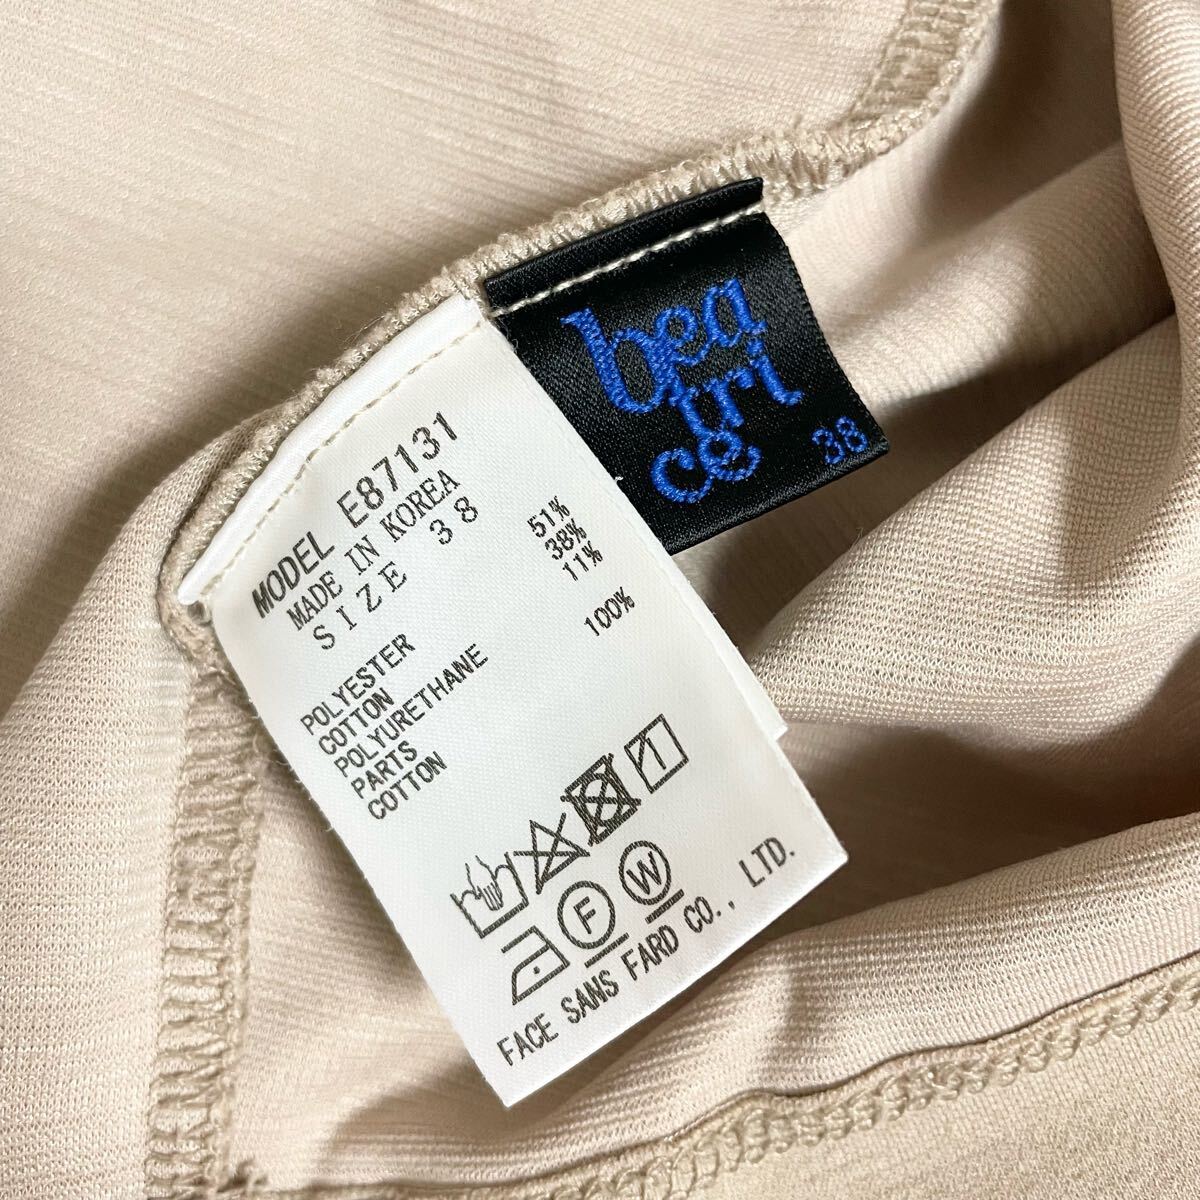 bea
tri
ce
38
MODEL E87131
MADE IN KOREA
SIZE 38
POLYESTER 51%
COTTON 38%
POLYURETHANE 11%
PARTS
COTTON 100%
F W
FACE SANS FARD CO., LTD.